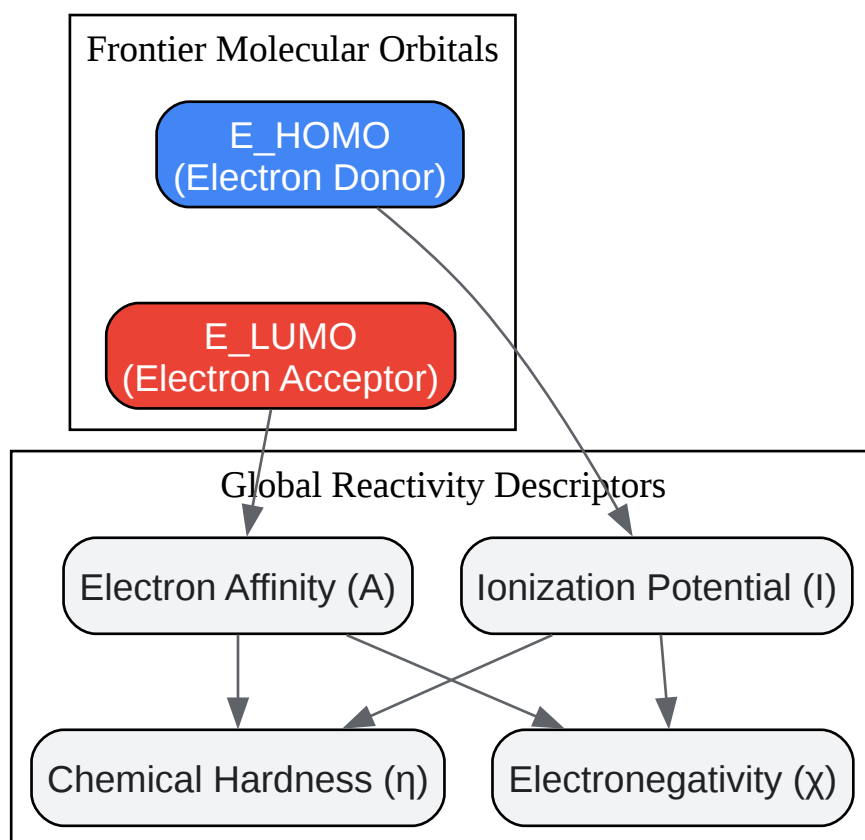 Frontier Molecular Orbitals
E_HOMO
(Electron Donor)
E_LUMO
(Electron Acceptor)
Global Reactivity Descriptors
Electron Affinity (A)
Ionization Potential (I)
Chemical Hardness (η)
Electronegativity (χ)